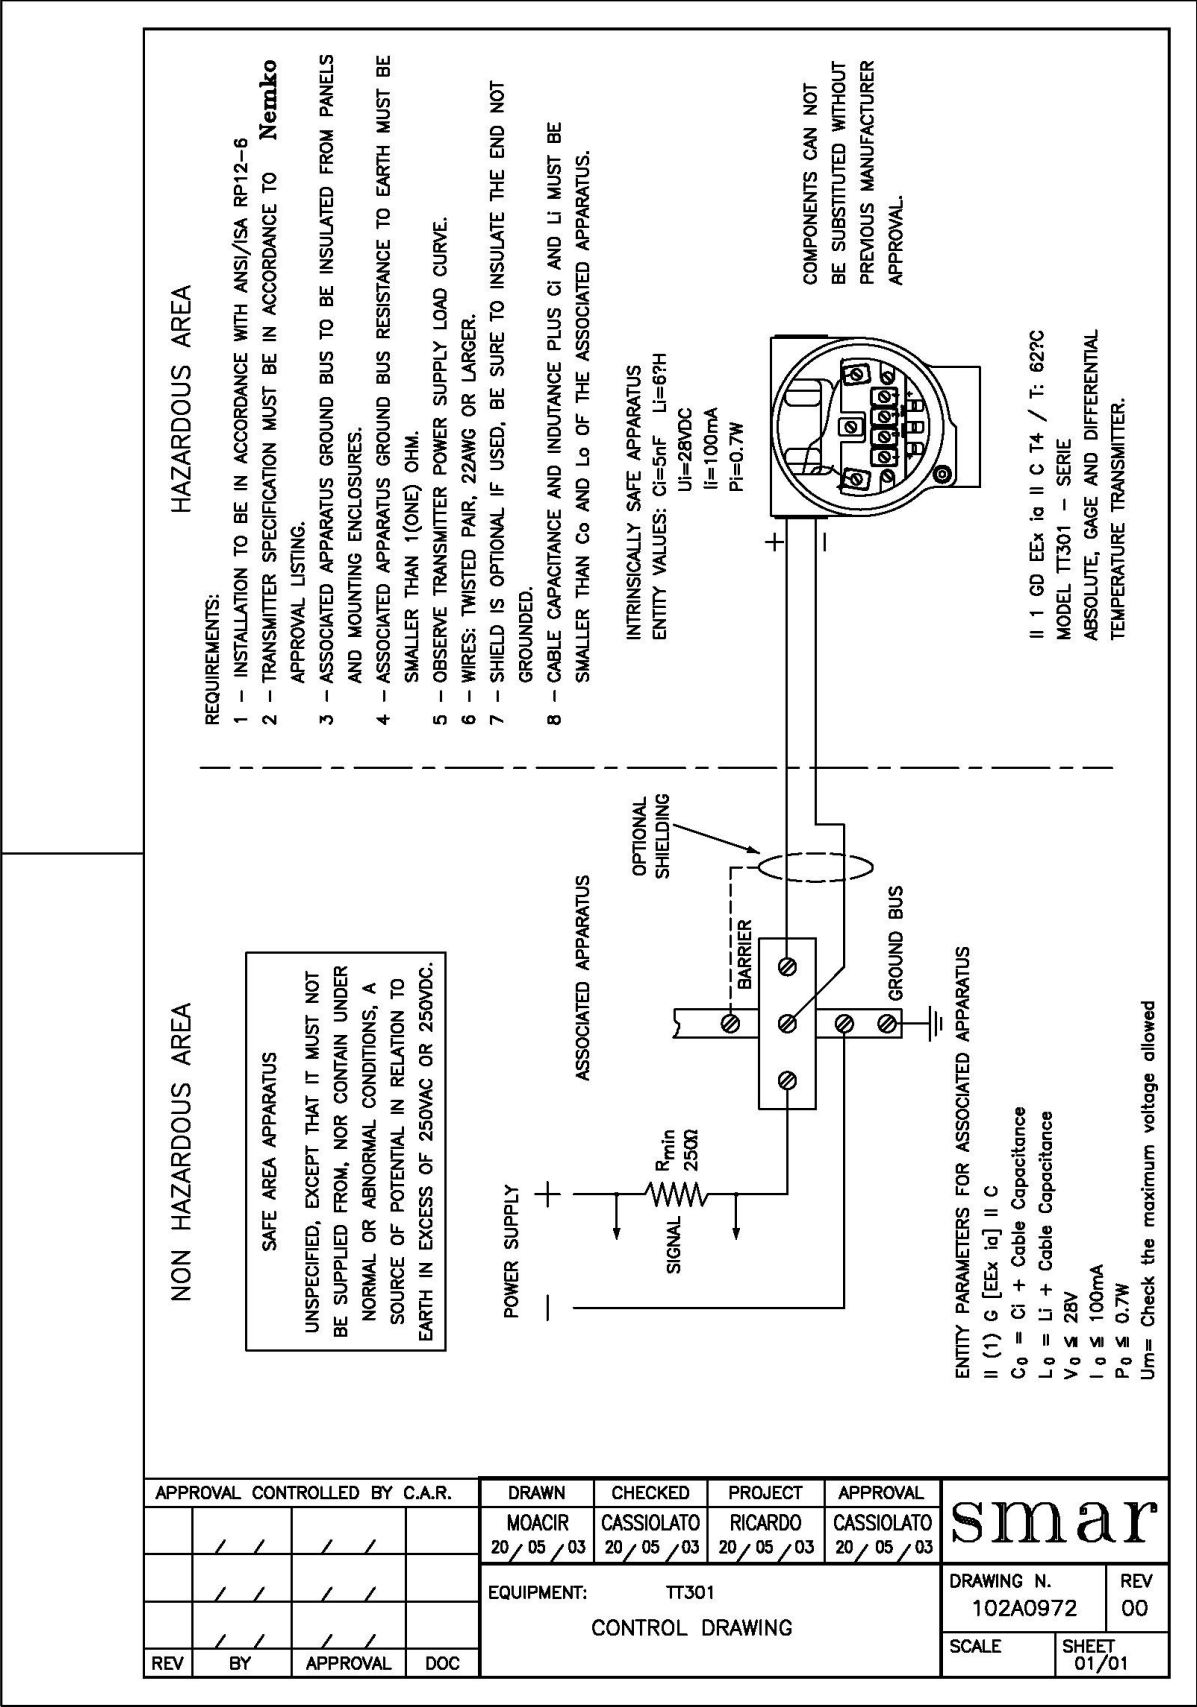 NON HAZARDOUS AREA
HAZARDOUS AREA
SAFE AREA APPARATUS
UNSPECIFIED, EXCEPT THAT IT MUST NOT
BE SUPPLIED FROM, NOR CONTAIN UNDER
NORMAL OR ABNORMAL CONDITIONS, A
SOURCE OF POTENTIAL IN RELATION TO
EARTH IN EXCESS OF 250VAC OR 250VDC.
REQUIREMENTS:
1 - INSTALLATION TO BE IN ACCORDANCE WITH ANSI/ISA RP12-6
2 - TRANSMITTER SPECIFICATION MUST BE IN ACCORDANCE TO Nemko
APPROVAL LISTING.
3 - ASSOCIATED APPARATUS GROUND BUS TO BE INSULATED FROM PANELS
AND MOUNTING ENCLOSURES.
4 - ASSOCIATED APPARATUS GROUND BUS RESISTANCE TO EARTH MUST BE
SMALLER THAN 1(ONE) OHM.
5 - OBSERVE TRANSMITTER POWER SUPPLY LOAD CURVE.
6 - WIRES: TWISTED PAIR, 22AWG OR LARGER.
7 - SHIELD IS OPTIONAL IF USED, BE SURE TO INSULATE THE END NOT
GROUNDED.
8 - CABLE CAPACITANCE AND INDUTANCE PLUS Ci AND Li MUST BE
SMALLER THAN Co AND Lo OF THE ASSOCIATED APPARATUS.
POWER SUPPLY
- +
SIGNAL
Rmin
250Ω
ASSOCIATED APPARATUS
OPTIONAL
SHIELDING
BARRIER
GROUND BUS
INTRINSICALLY SAFE APPARATUS
ENTITY VALUES: Ci=5nF Li=6?H
Ui=28VDC
Ii=100mA
Pi=0.7W
+
-
COMPONENTS CAN NOT
BE SUBSTITUTED WITHOUT
PREVIOUS MANUFACTURER
APPROVAL.
ENTITY PARAMETERS FOR ASSOCIATED APPARATUS
II (1) G [EEx ia] II C
Co = Ci + Cable Capacitance
Lo = Li + Cable Capacitance
Vo ≤ 28V
Io ≤ 100mA
Po ≤ 0.7W
Um= Check the maximum voltage allowed
II 1 GD EEx ia II C T4 / T: 62?C
MODEL TT301 - SERIE
ABSOLUTE, GAGE AND DIFFERENTIAL
TEMPERATURE TRANSMITTER.
APPROVAL CONTROLLED BY C.A.R.
/ / / /
/ / / /
/ / / /
REV BY APPROVAL DOC
DRAWN CHECKED PROJECT APPROVAL
MOACIR CASSIOLATO RICARDO CASSIOLATO
20 / 05 / 03 20 / 05 / 03 20 / 05 / 03 20 / 05 / 03
EQUIPMENT: TT301
CONTROL DRAWING
smar
DRAWING N. REV
102A0972 00
SCALE SHEET
01/01